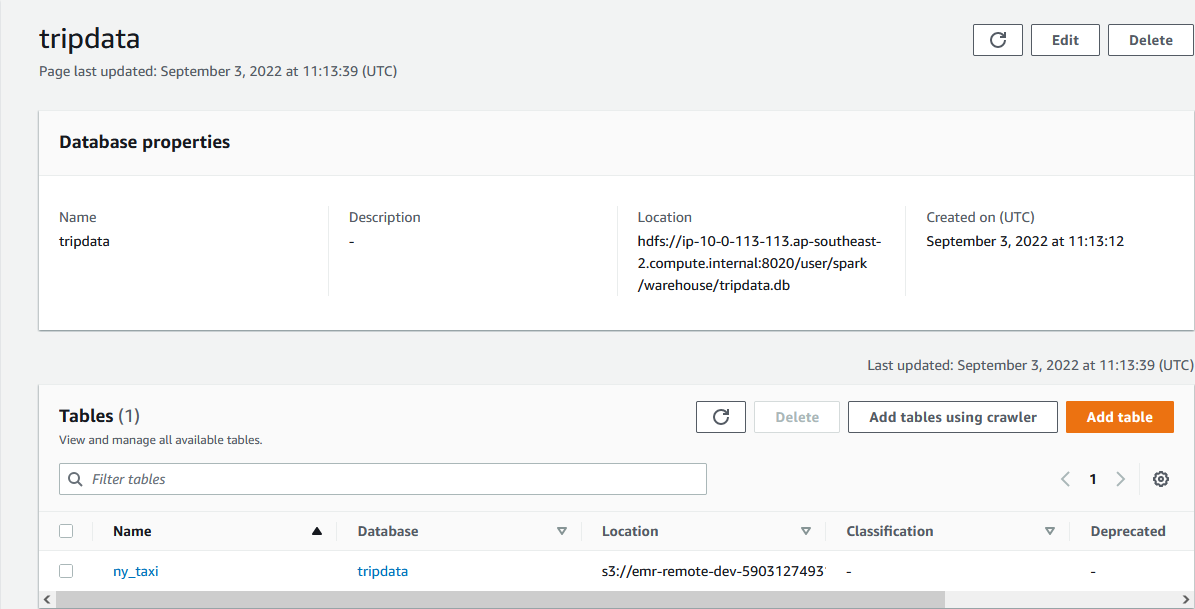 tripdata
Edit
Delete
Page last updated: September 3, 2022 at 11:13:39 (UTC)
Database properties
Name
Description
Location
Created on (UTC)
tripdata
-
hdfs://ip-10-0-113-113.ap-southeast-
2.compute.internal:8020/user/spark
/warehouse/tripdata.db
September 3, 2022 at 11:13:12
Last updated: September 3, 2022 at 11:13:39 (UTC)
Tables (1)
Delete
Add tables using crawler
Add table
View and manage all available tables.
Filter tables
1
Name
Database
Location
Classification
Deprecated
ny_taxi
tripdata
s3://emr-remote-dev-590312749310
-
-